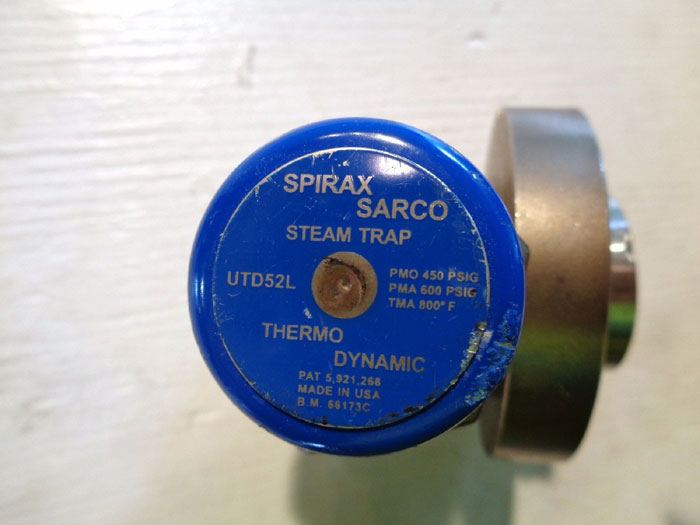 SPIRAX
SARCO
STEAM TRAP
UTD52L
PMO 450 PSIG
PMA 600 PSIG
TMA 800° F
THERMO
DYNAMIC
PAT 5,921,268
MADE IN USA
B.M. 66173C